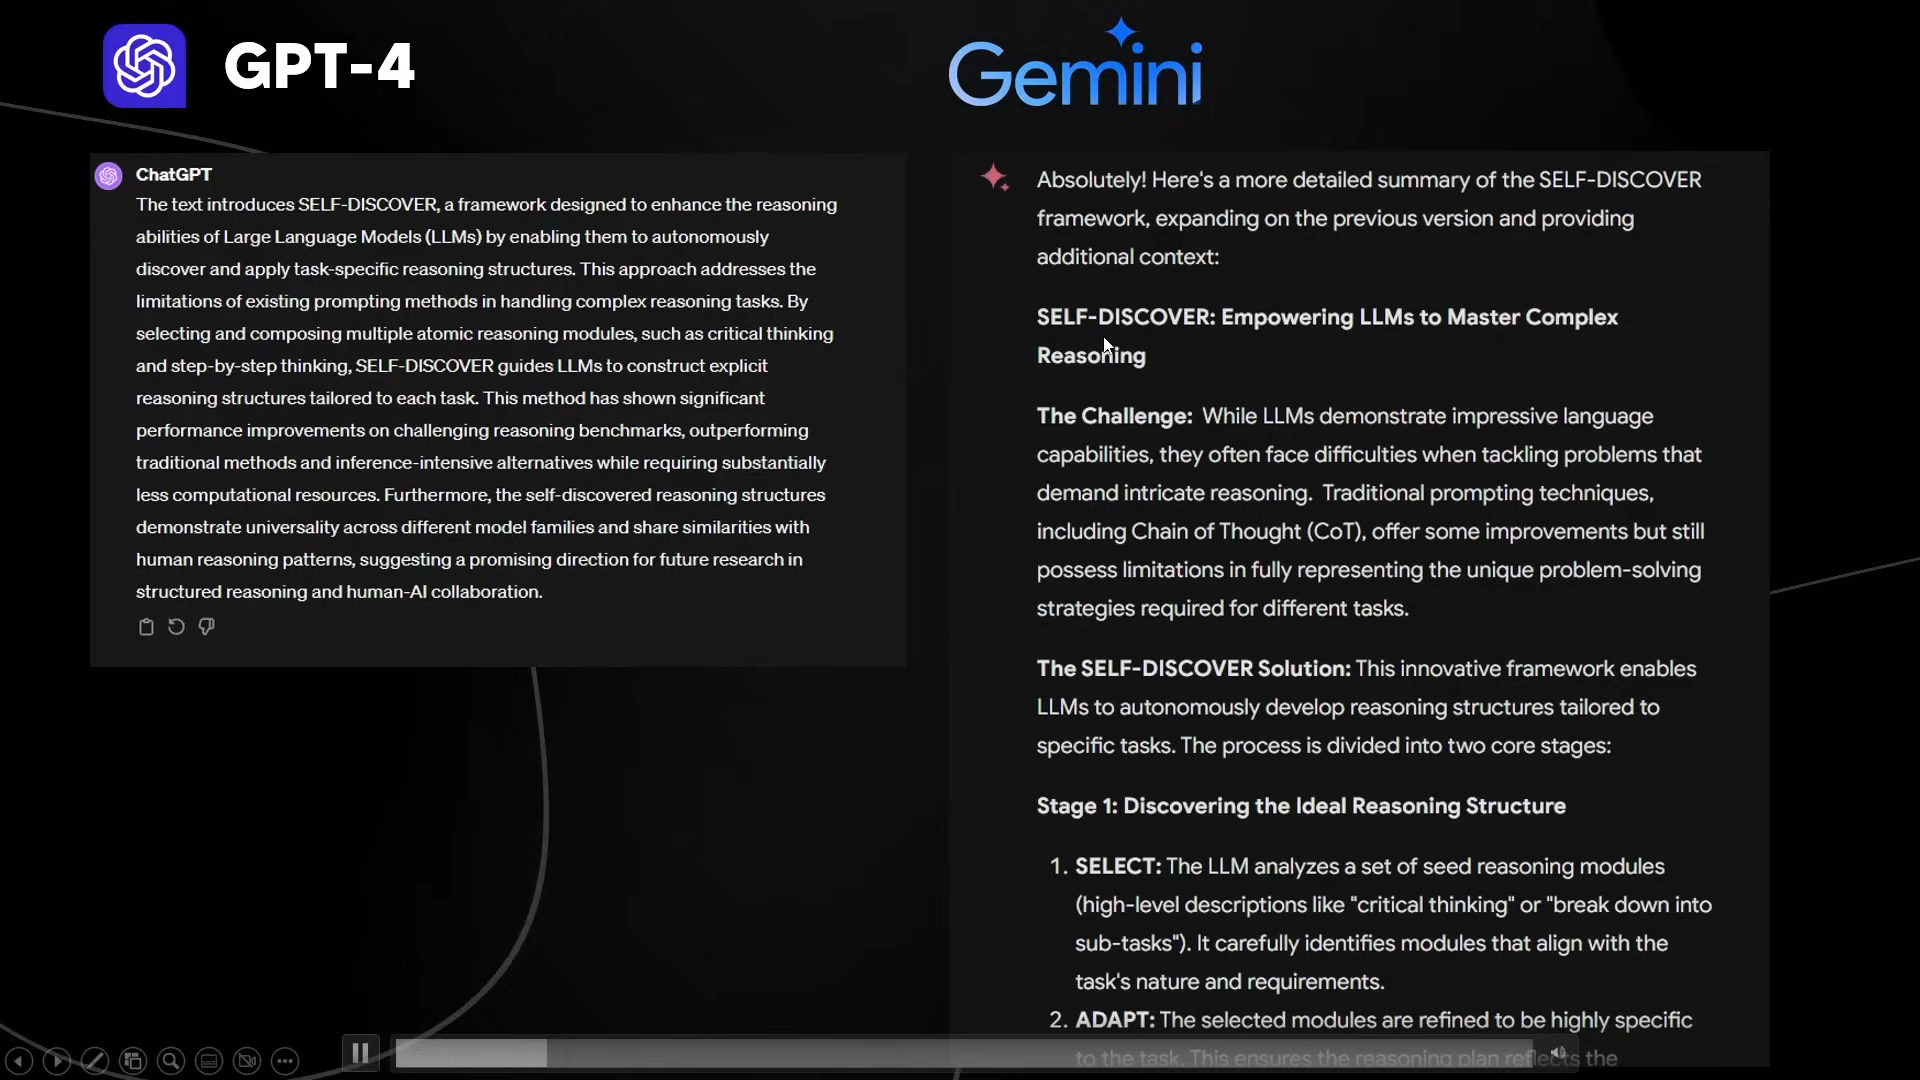 GPT-4
Gemini
ChatGPT
The text introduces SELF-DISCOVER, a framework designed to enhance the reasoning
abilities of Large Language Models (LLMs) by enabling them to autonomously
discover and apply task-specific reasoning structures. This approach addresses the
limitations of existing prompting methods in handling complex reasoning tasks. By
selecting and composing multiple atomic reasoning modules, such as critical thinking
and step-by-step thinking, SELF-DISCOVER guides LLMs to construct explicit
reasoning structures tailored to each task. This method has shown significant
performance improvements on challenging reasoning benchmarks, outperforming
traditional methods and inference-intensive alternatives while requiring substantially
less computational resources. Furthermore, the self-discovered reasoning structures
demonstrate universality across different model families and share similarities with
human reasoning patterns, suggesting a promising direction for future research in
structured reasoning and human-AI collaboration.
Absolutely! Here's a more detailed summary of the SELF-DISCOVER
framework, expanding on the previous version and providing
additional context:
SELF-DISCOVER: Empowering LLMs to Master Complex
Reasoning
The Challenge: While LLMs demonstrate impressive language
capabilities, they often face difficulties when tackling problems that
demand intricate reasoning. Traditional prompting techniques,
including Chain of Thought (CoT), offer some improvements but still
possess limitations in fully representing the unique problem-solving
strategies required for different tasks.
The SELF-DISCOVER Solution: This innovative framework enables
LLMs to autonomously develop reasoning structures tailored to
specific tasks. The process is divided into two core stages:
Stage 1: Discovering the Ideal Reasoning Structure
1. SELECT: The LLM analyzes a set of seed reasoning modules
(high-level descriptions like "critical thinking" or "break down into
sub-tasks"). It carefully identifies modules that align with the
task's nature and requirements.
2. ADAPT: The selected modules are refined to be highly specific
to the task. This ensures the reasoning plan reflects the